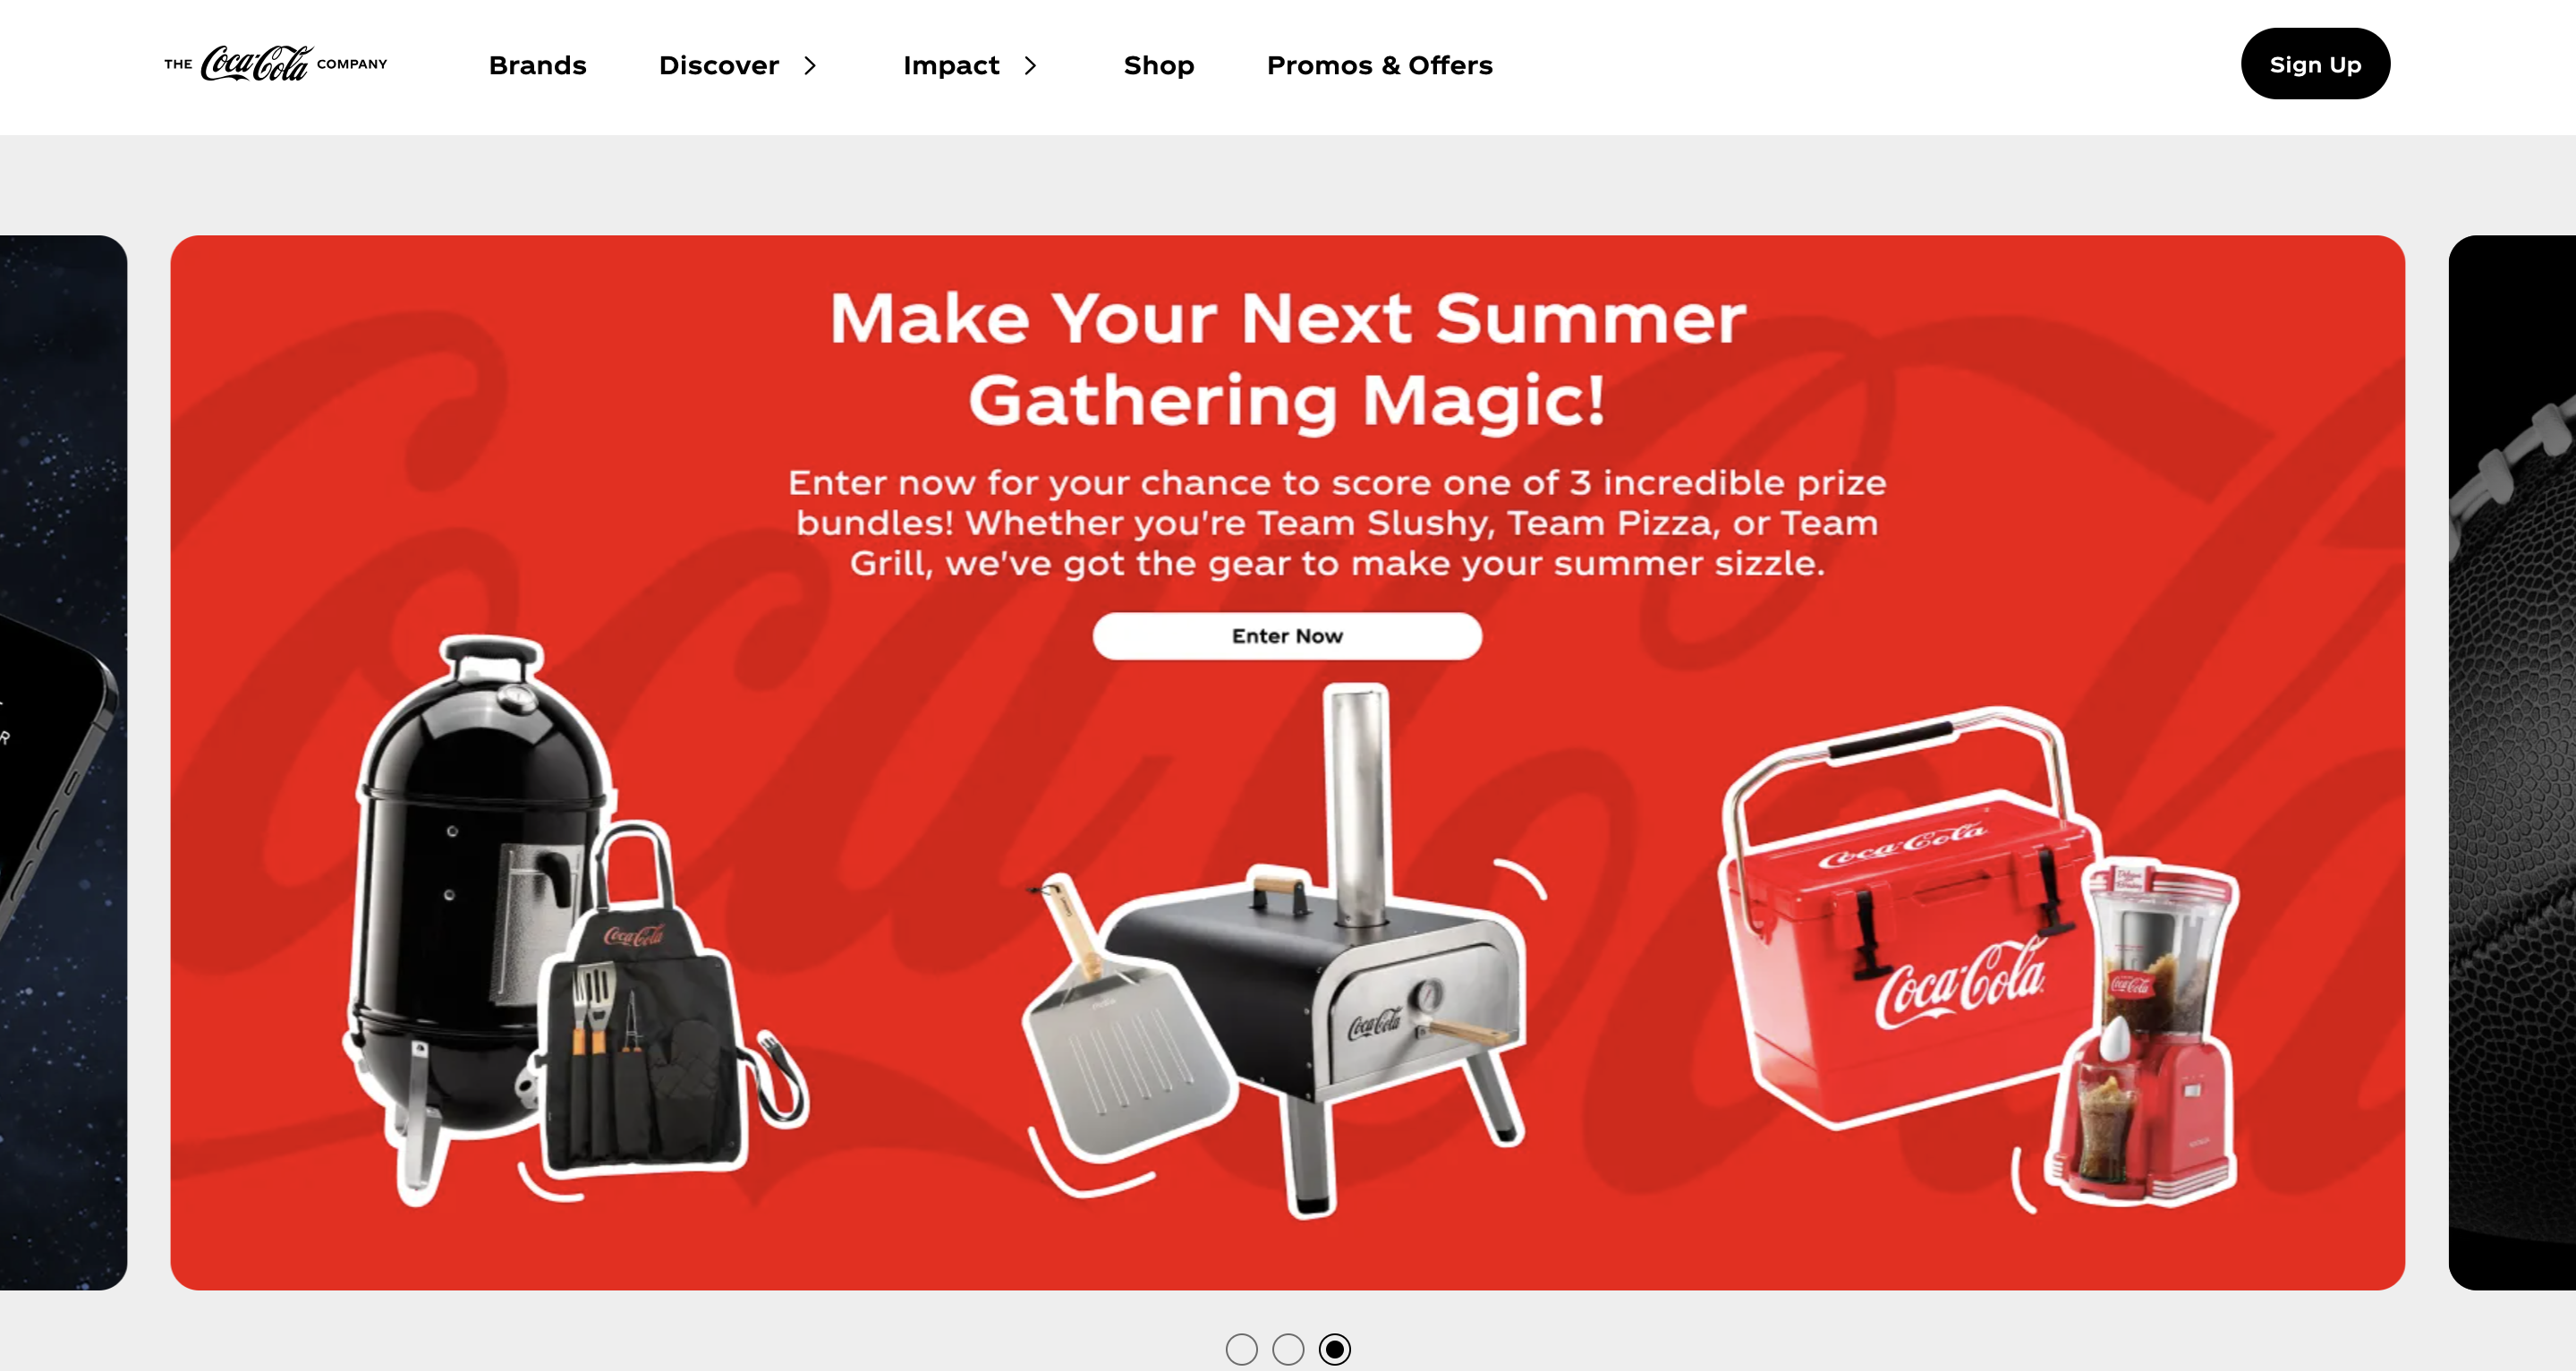 THE Coca-Cola COMPANY
Brands
Discover
Impact
Shop
Promos & Offers
Sign Up
Make Your Next Summer
Gathering Magic!
Enter now for your chance to score one of 3 incredible prize
bundles! Whether you're Team Slushy, Team Pizza, or Team
Grill, we've got the gear to make your summer sizzle.
Enter Now
R
Coca-Cola
Coca-Cola
Coca-Cola
Coca-Cola
Coca-Cola